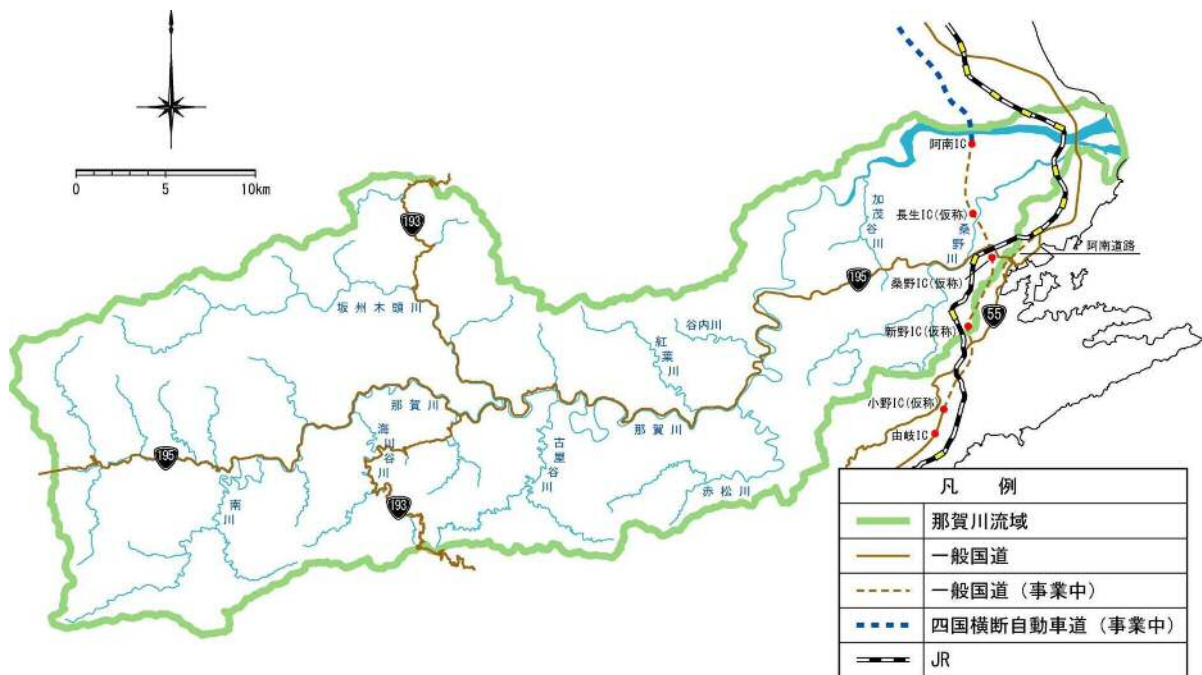 0
5
10km
193
阿南IC
加茂谷川
長生IC(仮称)
桑野川
阿南道路
195
桑野IC(仮称)
坂州木頭川
谷内川
紅葉川
55
新野IC(仮称)
那賀川
海川谷川
古屋谷川
那賀川
小野IC(仮称)
由岐IC
195
南川
193
赤松川
凡 例
那賀川流域
一般国道
一般国道（事業中）
四国横断自動車道（事業中）
JR